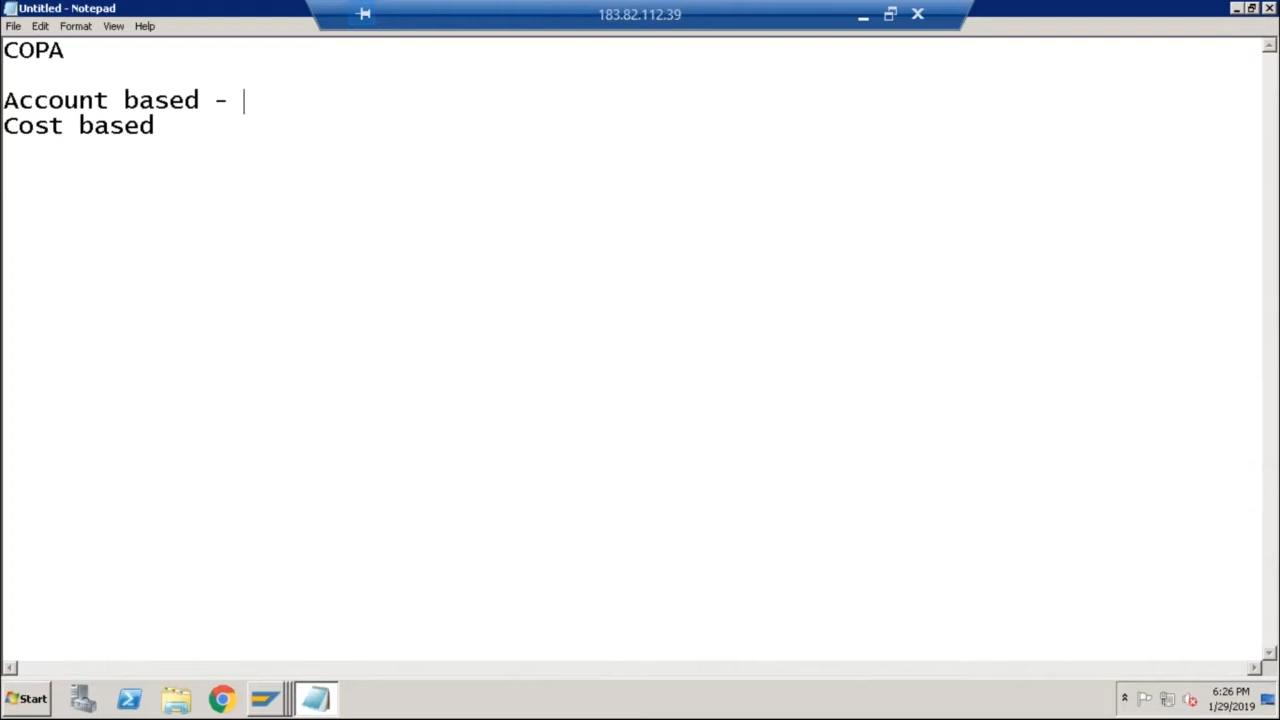 Untitled - Notepad
183.82.112.39
File Edit Format View Help
COPA
Account based -
Cost based
Start
6:26 PM
1/29/2019